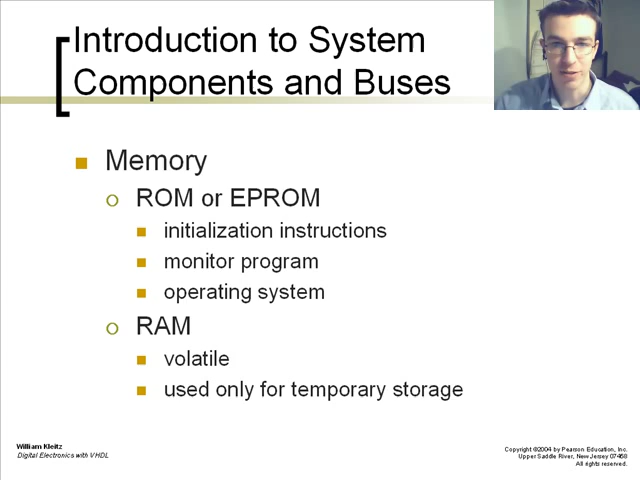 Introduction to System
Components and Buses
Memory
ROM or EPROM
initialization instructions
monitor program
operating system
RAM
volatile
used only for temporary storage
William Kleitz
Digital Electronics with VHDL
Copyright ©2004 by Pearson Education, Inc.
Upper Saddle River, New Jersey 07458
All rights reserved.